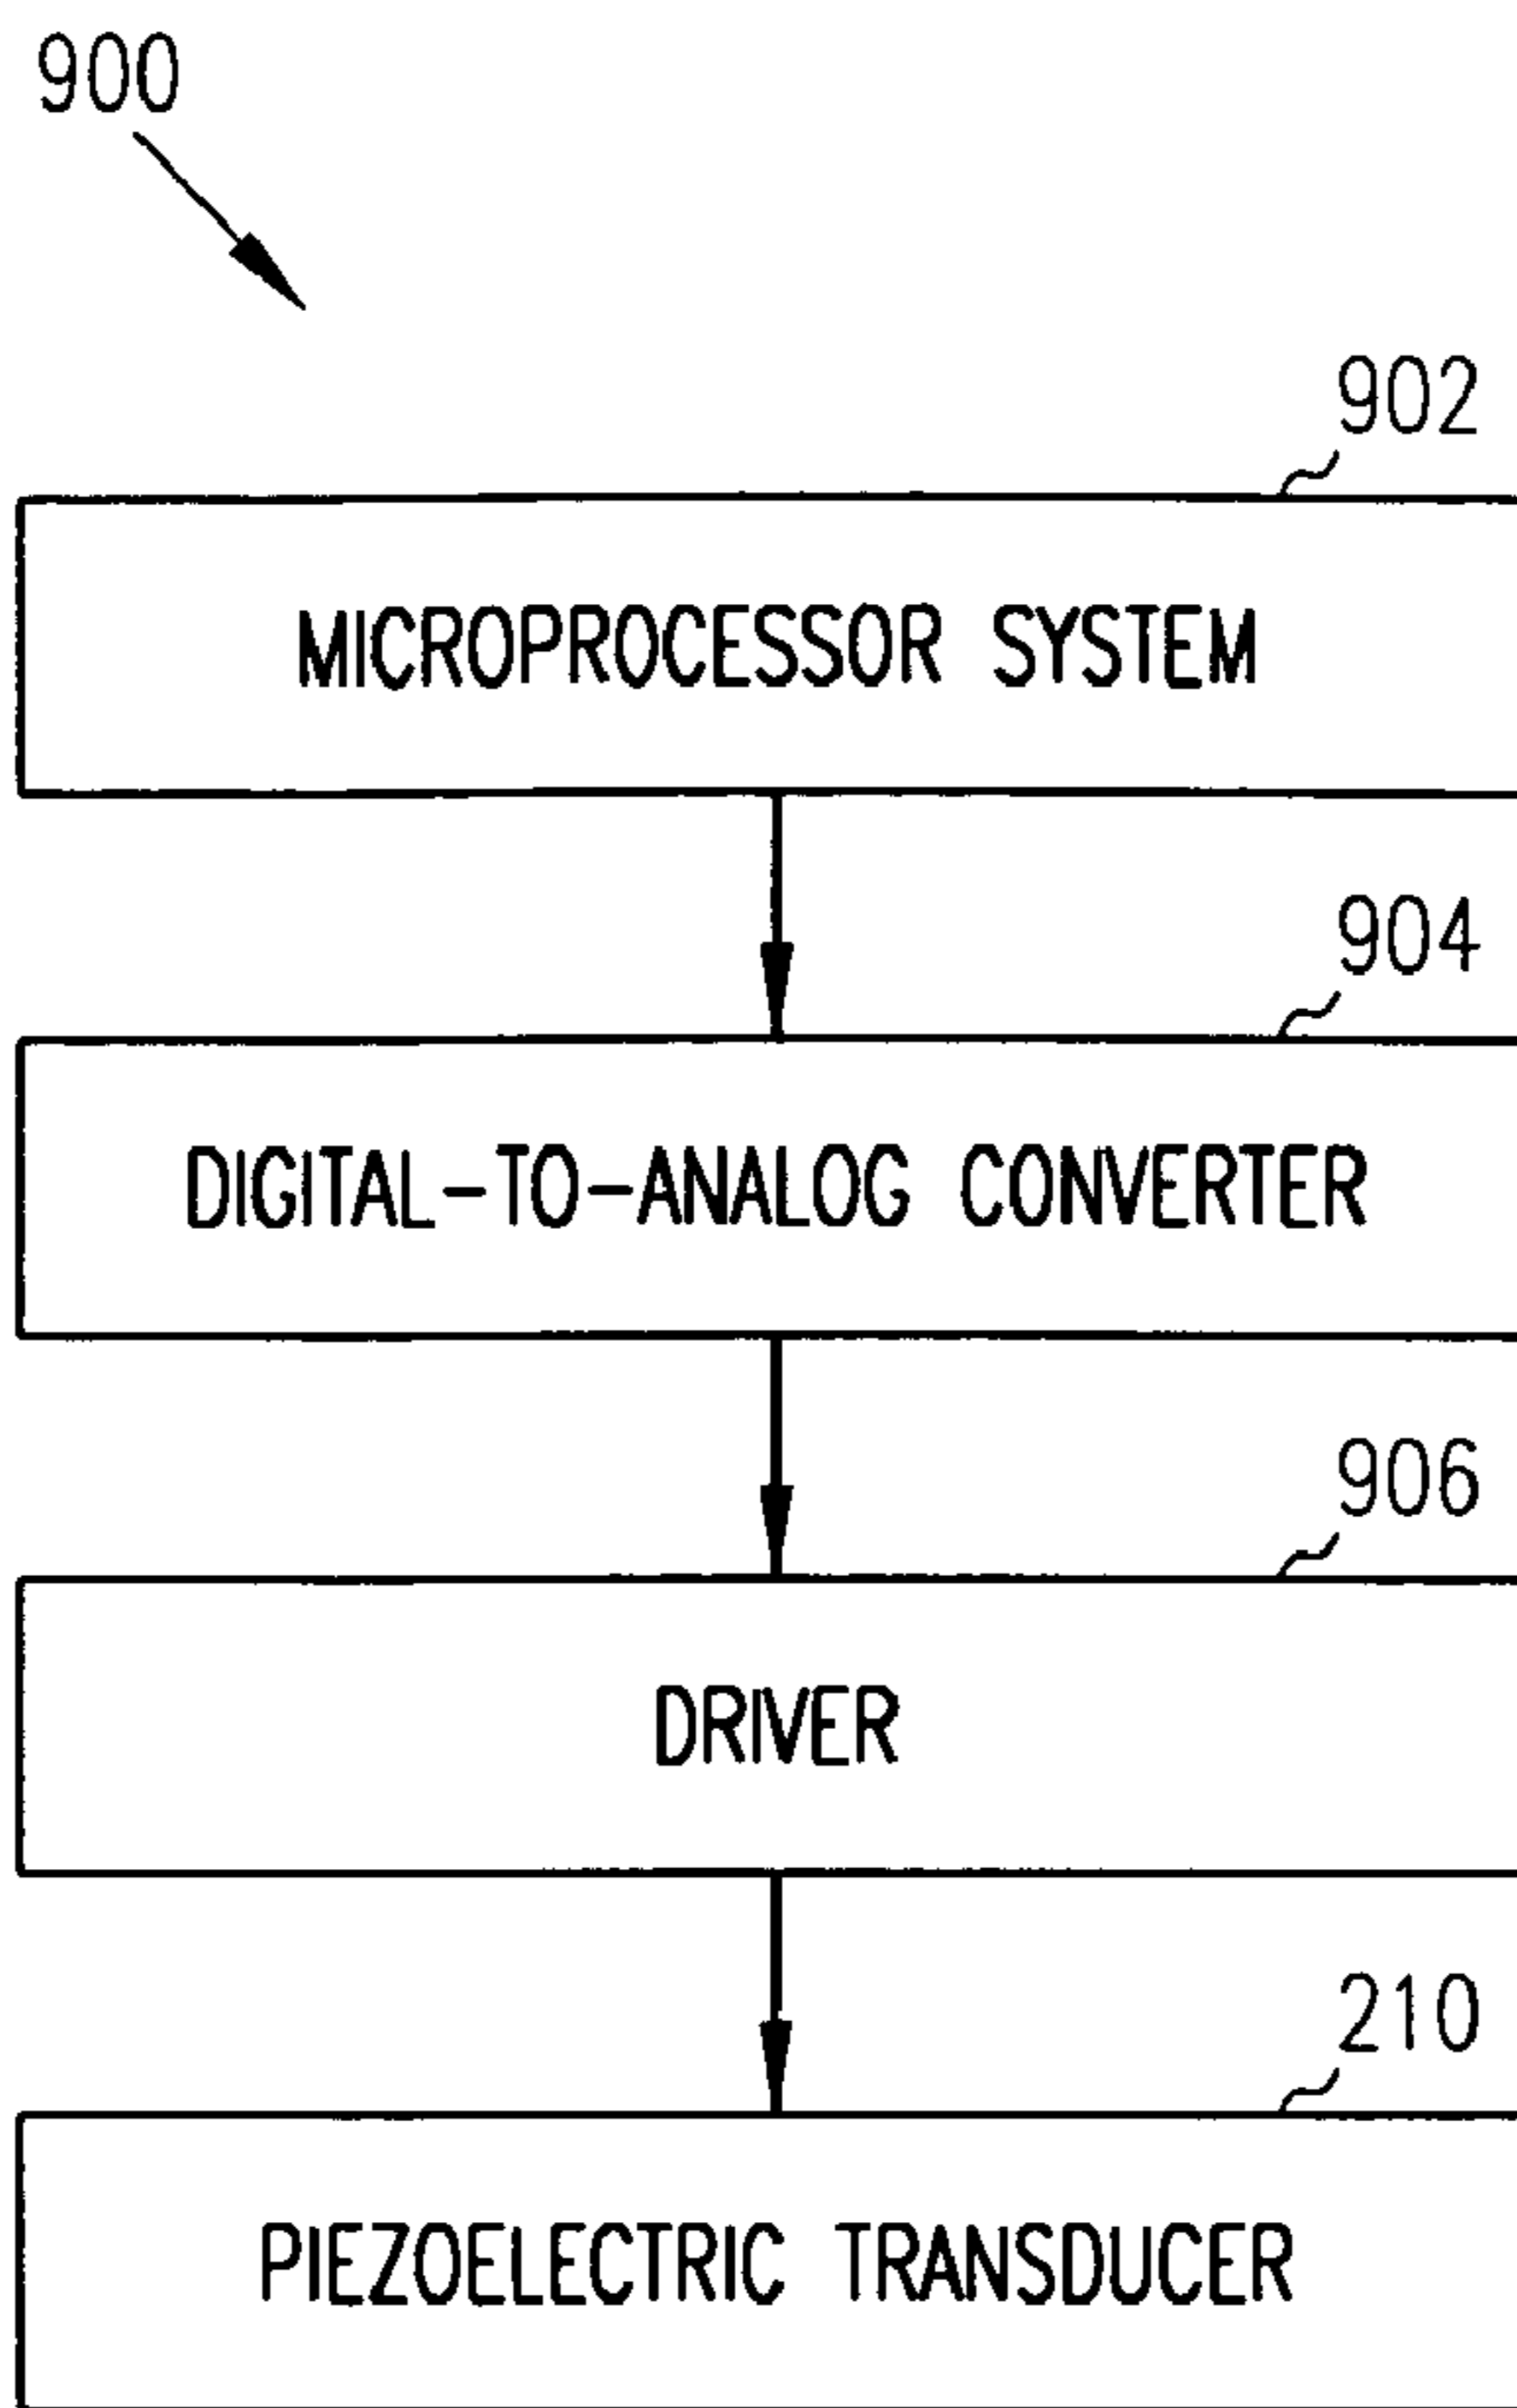 900
902
MICROPROCESSOR SYSTEM
904
DIGITAL-TO-ANALOG CONVERTER
906
DRIVER
210
PIEZOELECTRIC TRANSDUCER